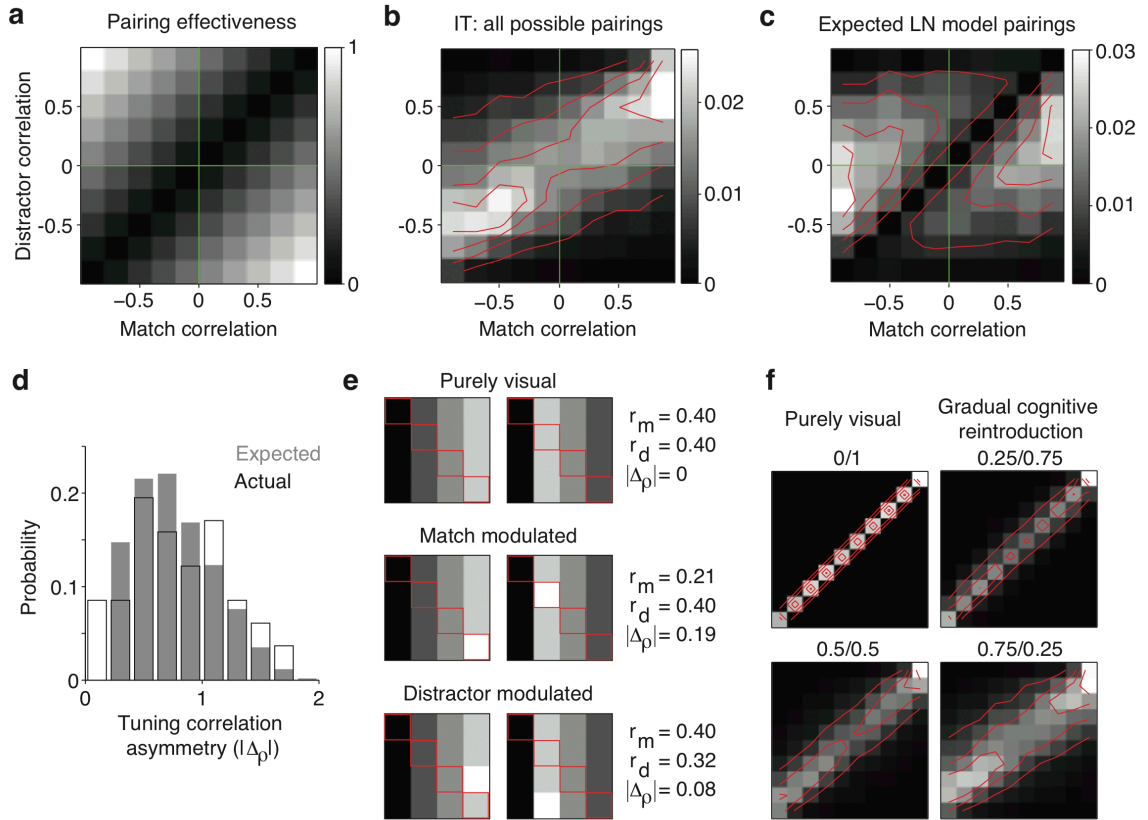 a
Pairing effectiveness
Distractor correlation
0.5
0
-0.5
−0.5
0
0.5
Match correlation
1
0
b
IT: all possible pairings
0.5
0
-0.5
−0.5
0
0.5
Match correlation
0.02
0.01
0
c
Expected LN model pairings
0.5
0
-0.5
−0.5
0
0.5
Match correlation
0.03
0.02
0.01
0
d
Expected
Actual
Probability
0.2
0.1
0
0
1
2
Tuning correlation
asymmetry (|Δρ|)
e
Purely visual
rm = 0.40
rd = 0.40
|Δρ| = 0
Match modulated
rm = 0.21
rd = 0.40
|Δρ| = 0.19
Distractor modulated
rm = 0.40
rd = 0.32
|Δρ| = 0.08
f
Purely visual
0/1
Gradual cognitive
reintroduction
0.25/0.75
0.5/0.5
0.75/0.25